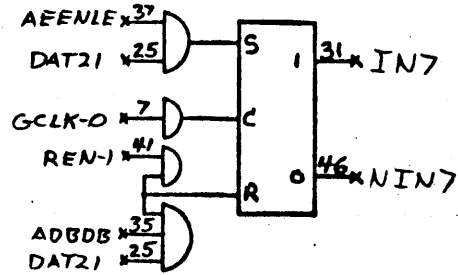 AEENLE 37
DAT21 25
S
1 31 IN7
GCLK-0 7
C
REN-1 41
0 46 NIN7
R
ADBDB 35
DAT21 25